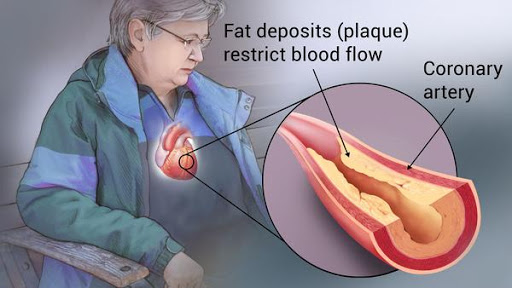 Fat deposits (plaque)
restrict blood flow
Coronary
artery